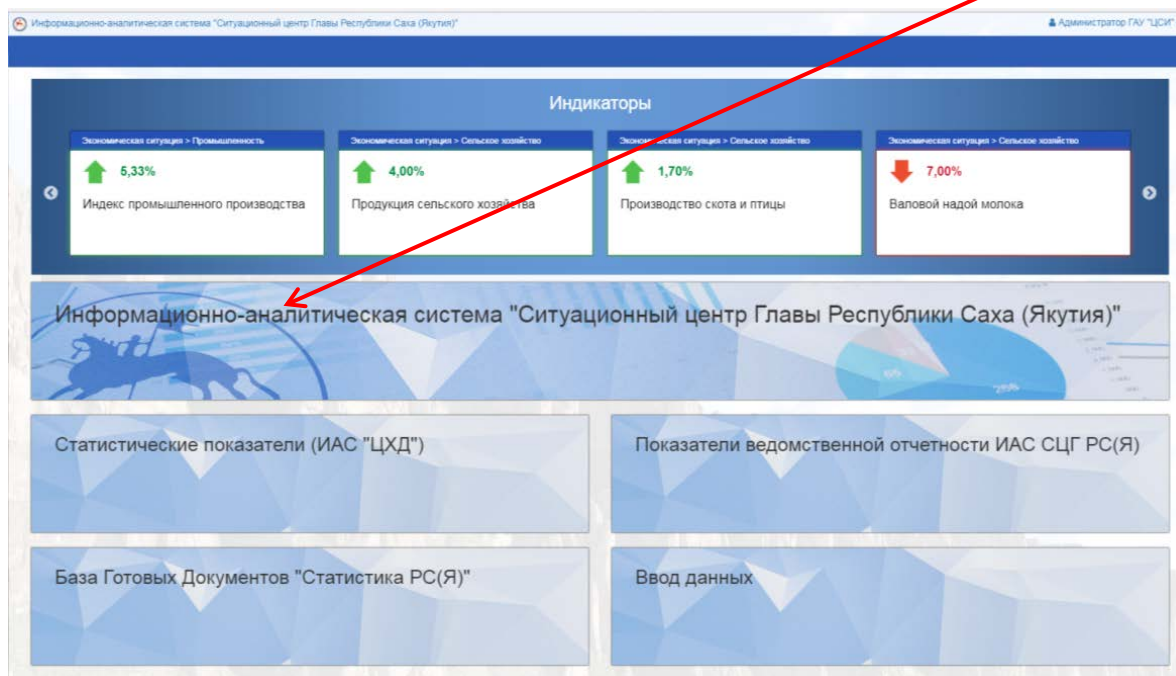 Информационно-аналитическая система "Ситуационный центр Главы Республики Саха (Якутия)"
Администратор ГАУ "ЦСИ"
Индикаторы
Экономическая ситуация > Промышленность
5,33%
Индекс промышленного производства
Экономическая ситуация > Сельское хозяйство
4,00%
Продукция сельского хозяйства
Экономическая ситуация > Сельское хозяйство
1,70%
Производство скота и птицы
Экономическая ситуация > Сельское хозяйство
7,00%
Валовой надой молока
Информационно-аналитическая система "Ситуационный центр Главы Республики Саха (Якутия)"
Статистические показатели (ИАС "ЦХД")
Показатели ведомственной отчетности ИАС СЦГ РС(Я)
База Готовых Документов "Статистика РС(Я)"
Ввод данных